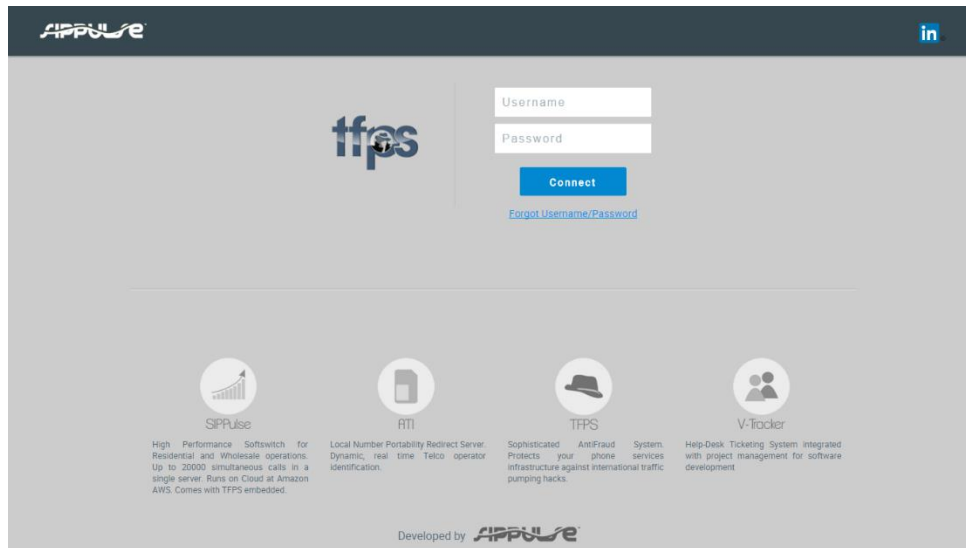 SIPPULSE
in
tfps
Username
Password
Connect
Forgot Username/Password
SIPPulse
High Performance Softswitch for
Residential and Wholesale operations.
Up to 20000 simultaneous calls in a
single server. Runs on Cloud at Amazon
AWS. Comes with TFPS embedded.
ATI
Local Number Portability Redirect Server.
Dynamic, real time Telco operator
identification.
TFPS
Sophisticated AntiFraud System.
Protects your phone services
infrastructure against international traffic
pumping hacks.
V-Tracker
Help-Desk Ticketing System integrated
with project management for software
development
Developed by SIPPULSE